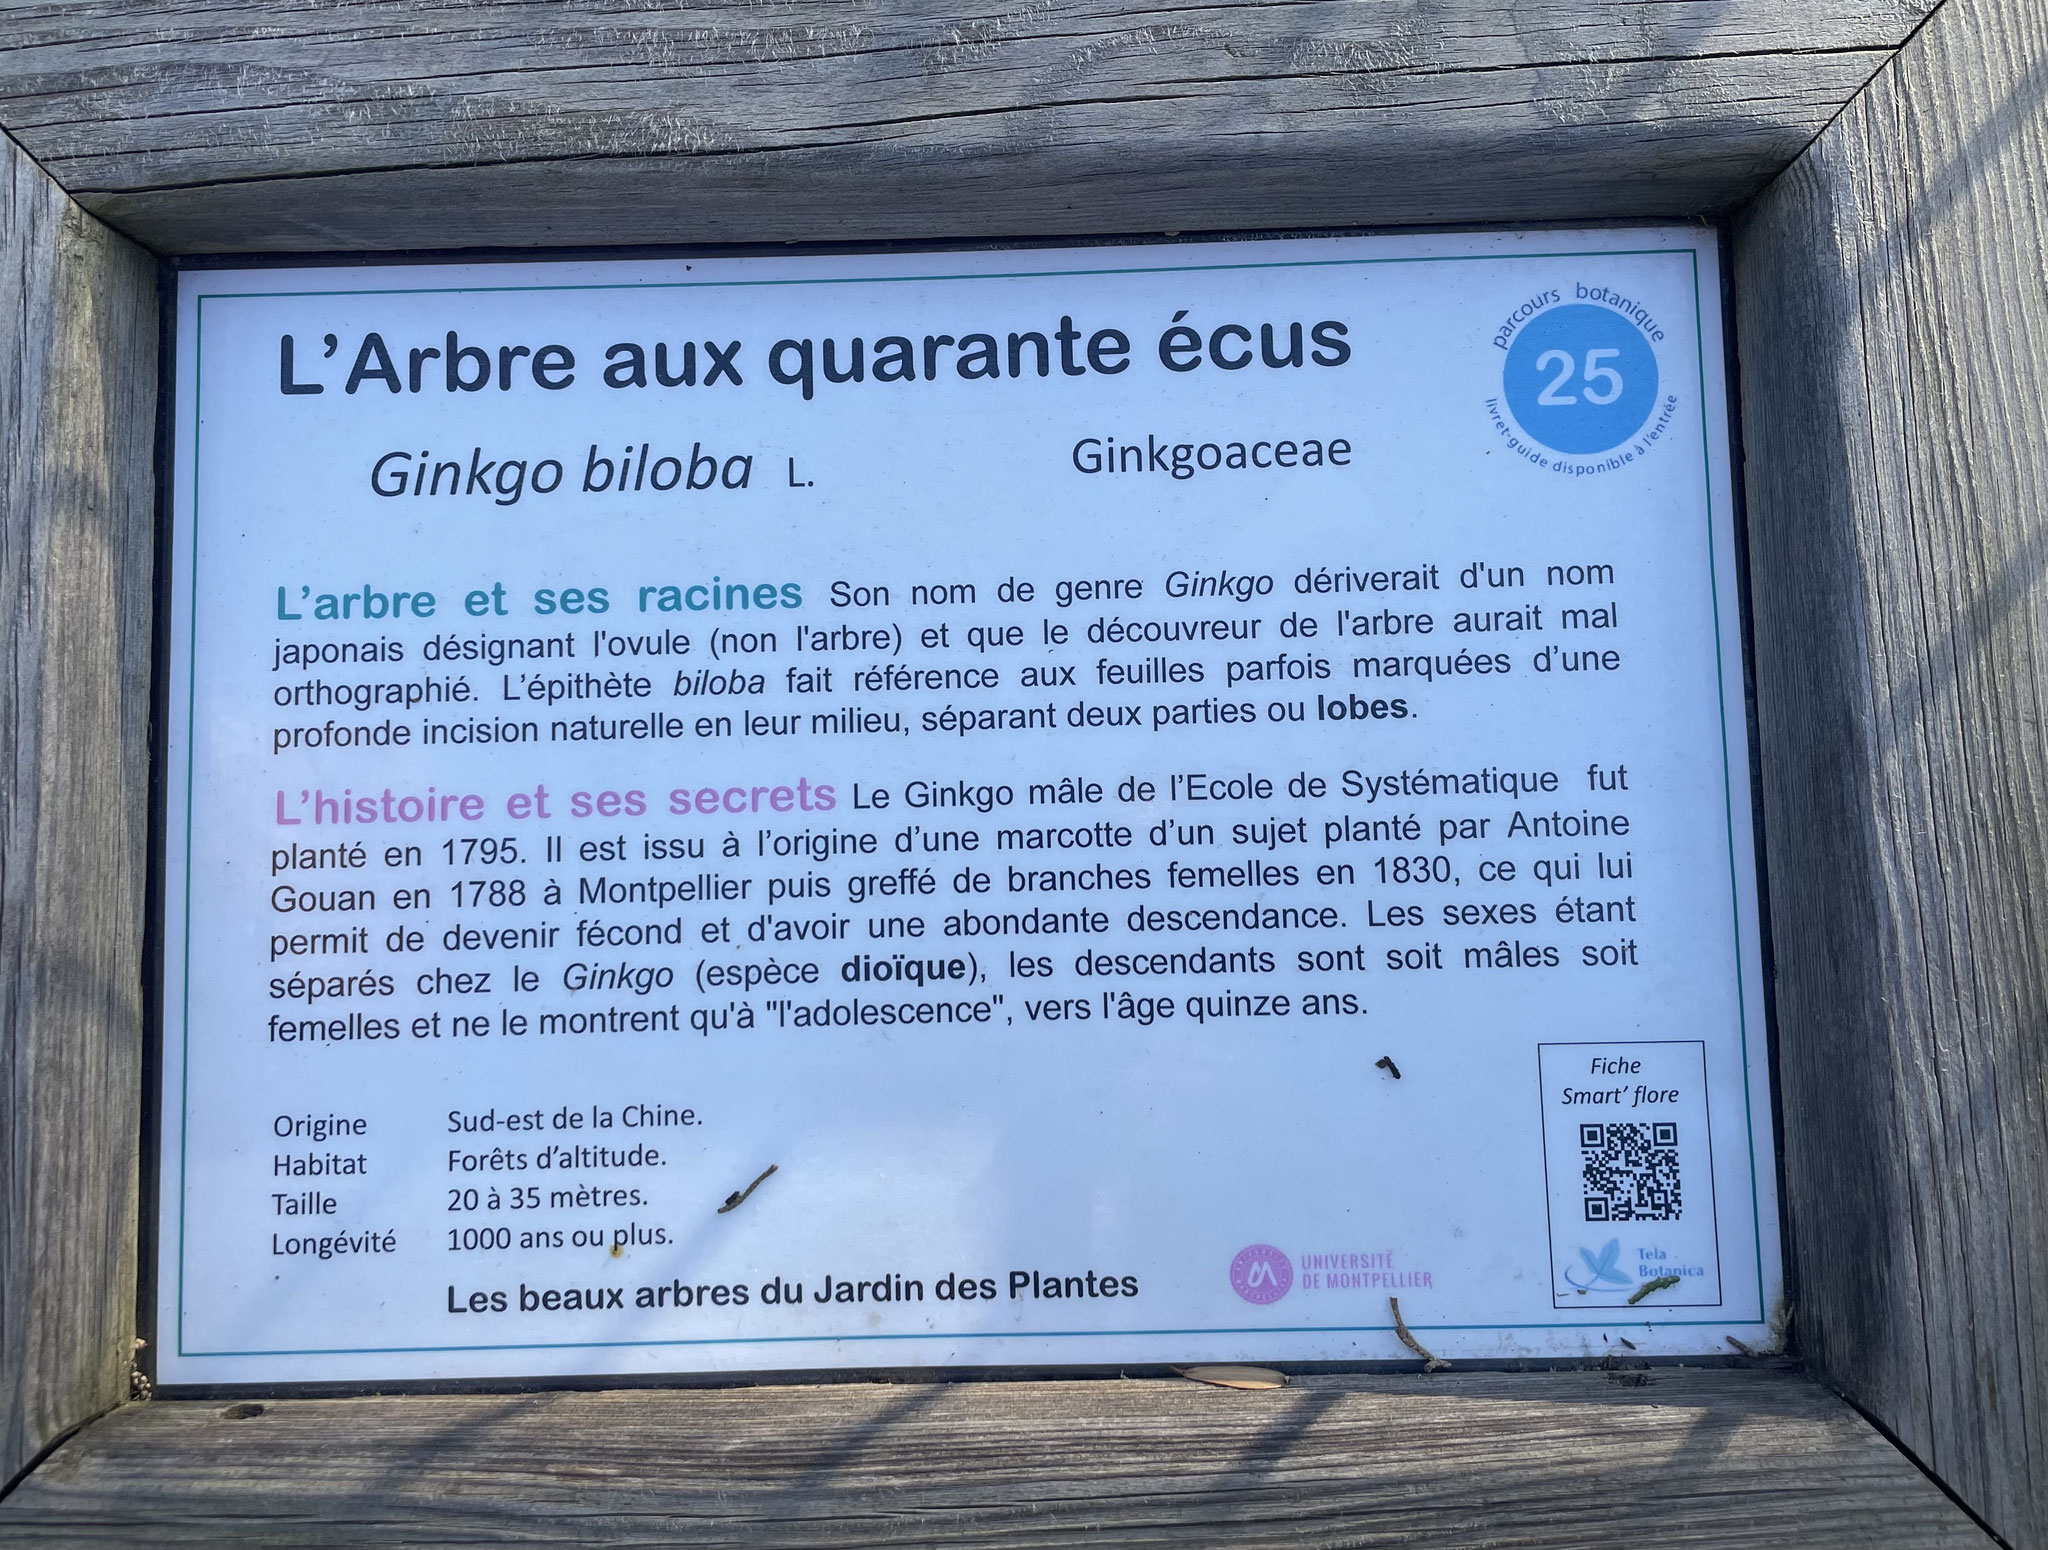 L'Arbre aux quarante écus
parcours botanique
25
livret-guide disponible à l'entrée
Ginkgo biloba L. Ginkgoaceae
L'arbre et ses racines Son nom de genre Ginkgo dériverait d'un nom
japonais désignant l'ovule (non l'arbre) et que le découvreur de l'arbre aurait mal
orthographié. L'épithète biloba fait référence aux feuilles parfois marquées d'une
profonde incision naturelle en leur milieu, séparant deux parties ou lobes.
L'histoire et ses secrets Le Ginkgo mâle de l'Ecole de Systématique fut
planté en 1795. Il est issu à l'origine d'une marcotte d'un sujet planté par Antoine
Gouan en 1788 à Montpellier puis greffé de branches femelles en 1830, ce qui lui
permit de devenir fécond et d'avoir une abondante descendance. Les sexes étant
séparés chez le Ginkgo (espèce dioïque), les descendants sont soit mâles soit
femelles et ne le montrent qu'à "l'adolescence", vers l'âge quinze ans.
Origine Sud-est de la Chine.
Habitat Forêts d'altitude.
Taille 20 à 35 mètres.
Longévité 1000 ans ou plus.
Les beaux arbres du Jardin des Plantes
UNIVERSITÉ
DE MONTPELLIER
Fiche
Smart' flore
Tela
Botanica